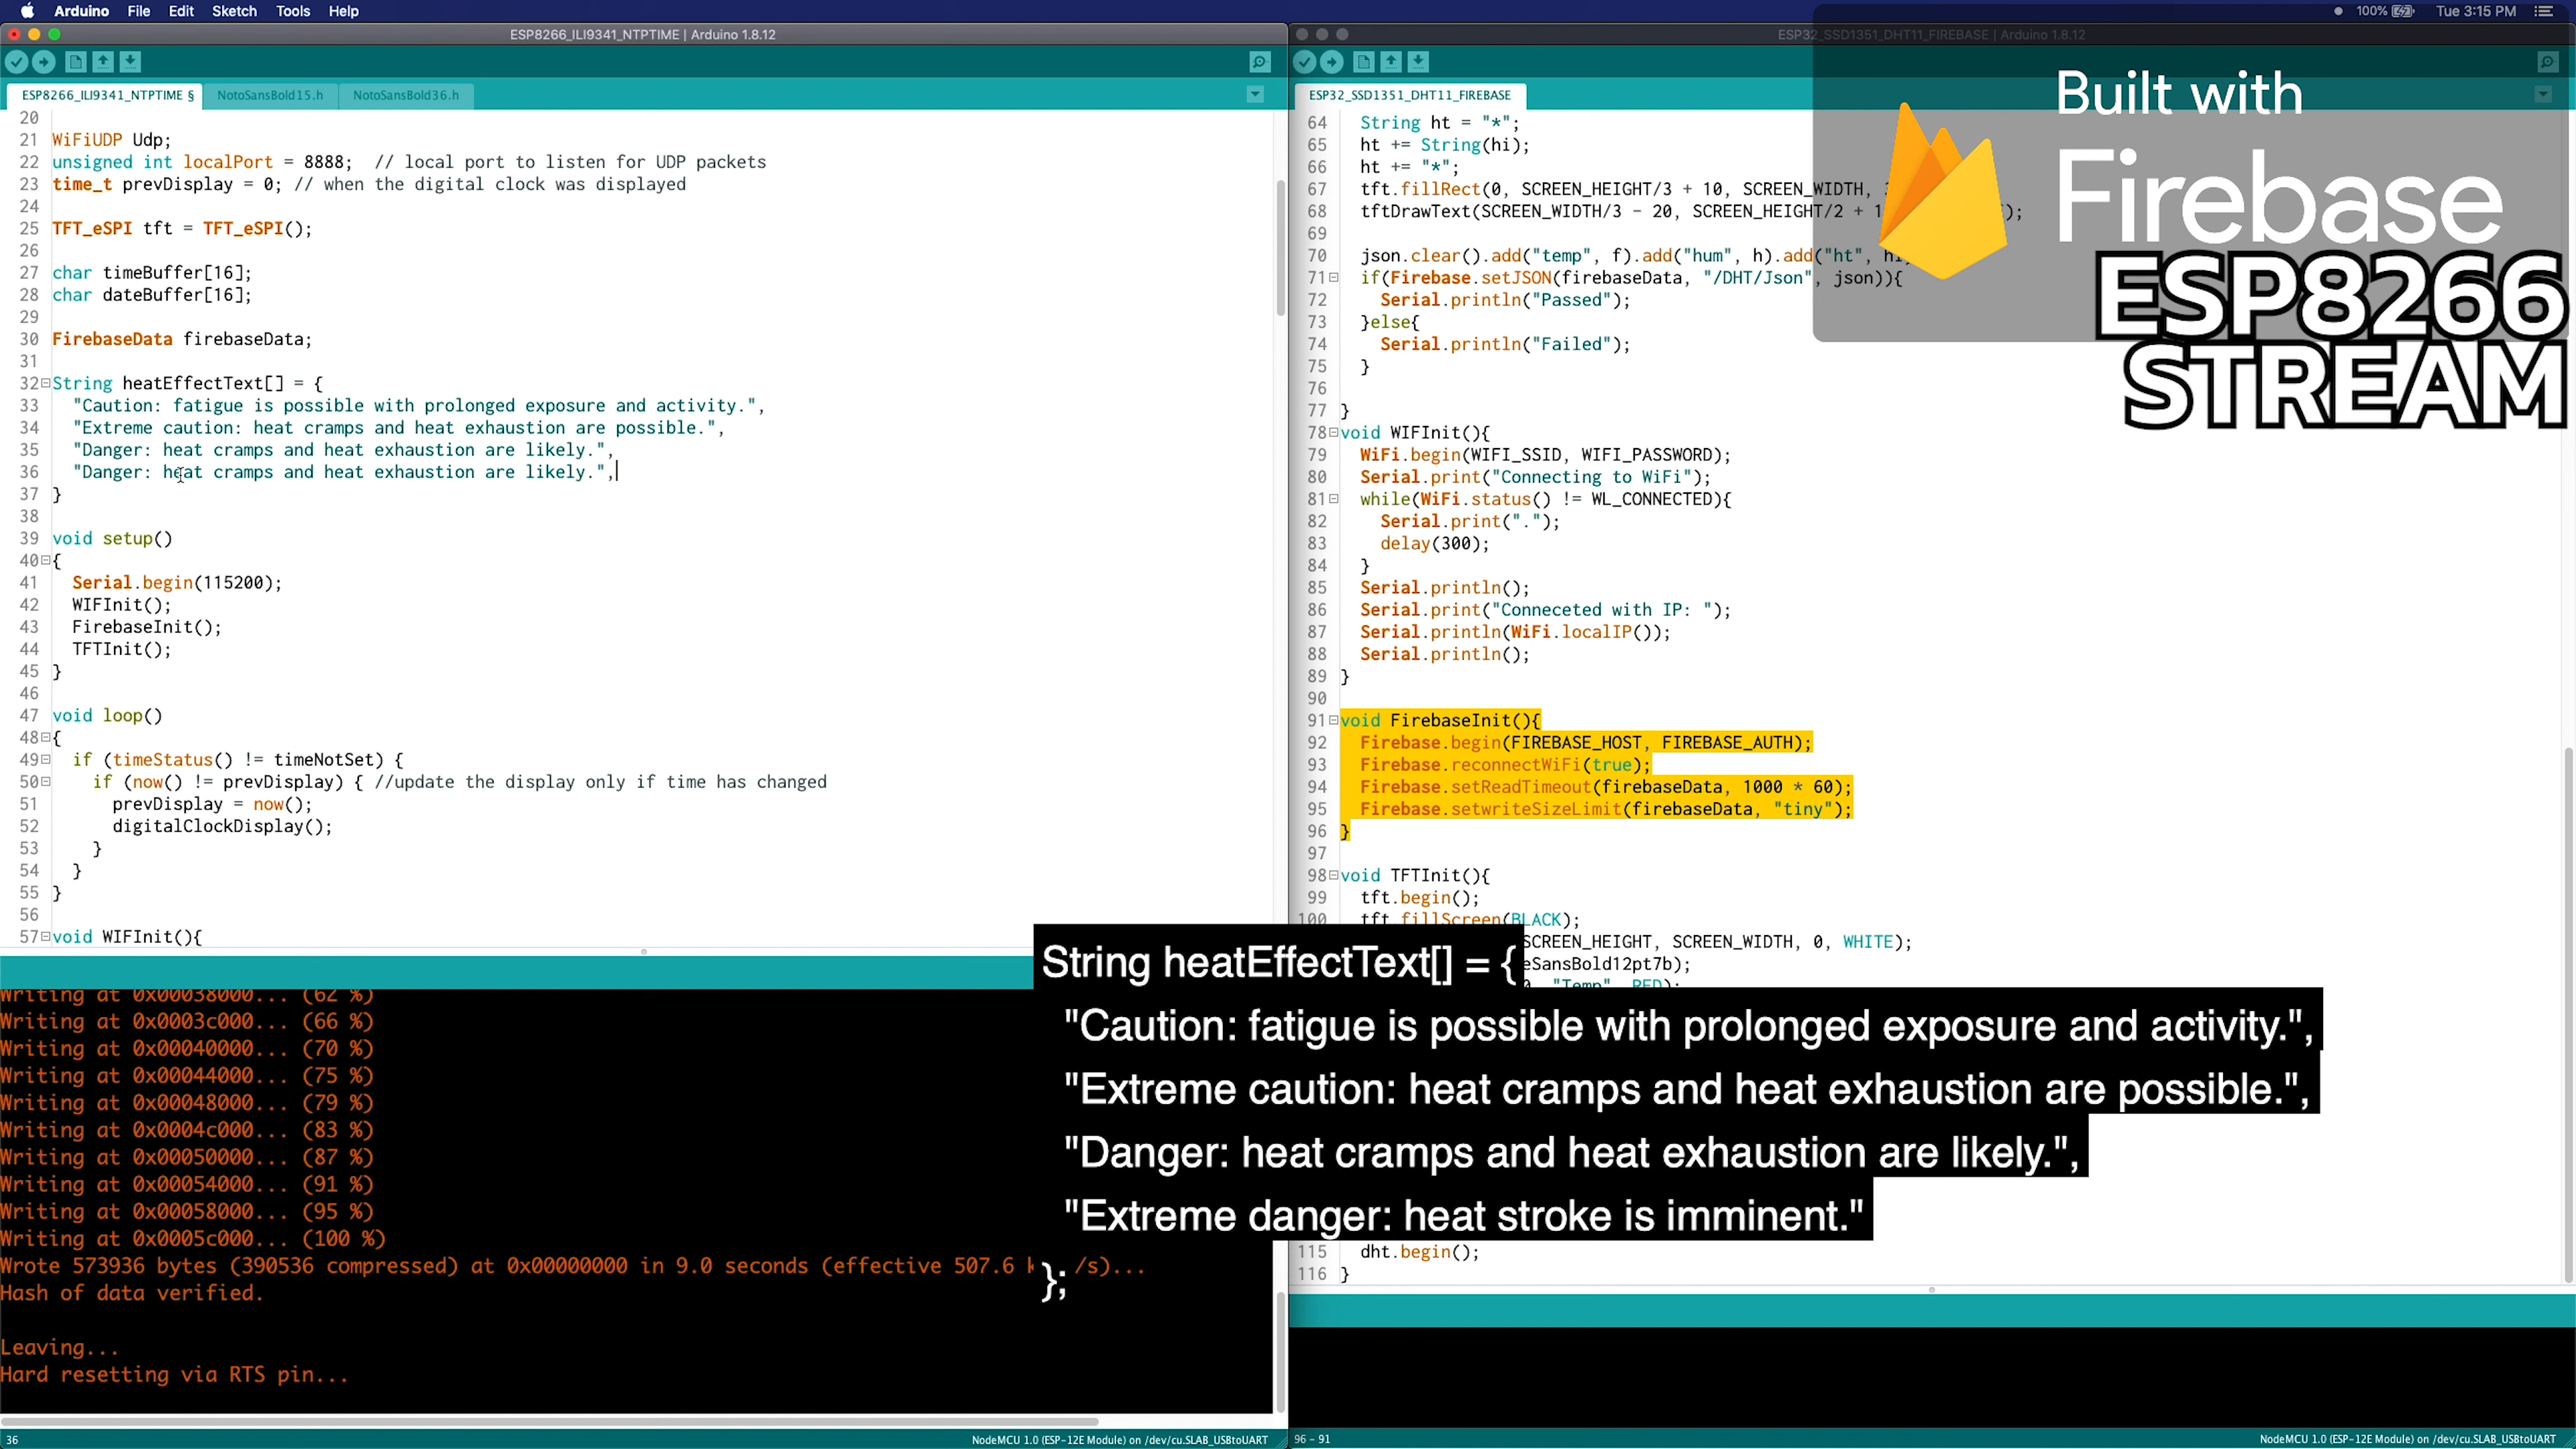 Arduino File Edit Sketch Tools Help
100% Tue 3:15 PM
ESP8266_ILI9341_NTPTIME | Arduino 1.8.12
ESP8266_ILI9341_NTPTIME § NotoSansBold15.h NotoSansBold36.h
20
21 WiFiUDP Udp;
22 unsigned int localPort = 8888; // local port to listen for UDP packets
23 time_t prevDisplay = 0; // when the digital clock was displayed
24
25 TFT_eSPI tft = TFT_eSPI();
26
27 char timeBuffer[16];
28 char dateBuffer[16];
29
30 FirebaseData firebaseData;
31
32 String heatEffectText[] = {
33 "Caution: fatigue is possible with prolonged exposure and activity.",
34 "Extreme caution: heat cramps and heat exhaustion are possible.",
35 "Danger: heat cramps and heat exhaustion are likely.",
36 "Danger: heat cramps and heat exhaustion are likely.",
37 }
38
39 void setup()
40 {
41 Serial.begin(115200);
42 WIFInit();
43 FirebaseInit();
44 TFTInit();
45 }
46
47 void loop()
48 {
49 if (timeStatus() != timeNotSet) {
50 if (now() != prevDisplay) { //update the display only if time has changed
51 prevDisplay = now();
52 digitalClockDisplay();
53 }
54 }
55 }
56
57 void WIFInit(){
Writing at 0x00038000... (62 %)
Writing at 0x0003c000... (66 %)
Writing at 0x00040000... (70 %)
Writing at 0x00044000... (75 %)
Writing at 0x00048000... (79 %)
Writing at 0x0004c000... (83 %)
Writing at 0x00050000... (87 %)
Writing at 0x00054000... (91 %)
Writing at 0x00058000... (95 %)
Writing at 0x0005c000... (100 %)
Wrote 573936 bytes (390536 compressed) at 0x00000000 in 9.0 seconds (effective 507.6 /s)...
Hash of data verified.
Leaving...
Hard resetting via RTS pin...
36
NodeMCU 1.0 (ESP-12E Module) on /dev/cu.SLAB_USBtoUART
ESP32_SSD1351_DHT11_FIREBASE | Arduino 1.8.12
ESP32_SSD1351_DHT11_FIREBASE
64 String ht = "*";
65 ht += String(hi);
66 ht += "*";
67 tft.fillRect(0, SCREEN_HEIGHT/3 + 10, SCREEN_WIDTH,
68 tftDrawText(SCREEN_WIDTH/3 - 20, SCREEN_HEIGHT/2 + 1 );
69
70 json.clear().add("temp", f).add("hum", h).add("ht",
71 if(Firebase.setJSON(firebaseData, "/DHT/Json", json)){
72 Serial.println("Passed");
73 }else{
74 Serial.println("Failed");
75 }
76
77 }
78 void WIFInit(){
79 WiFi.begin(WIFI_SSID, WIFI_PASSWORD);
80 Serial.print("Connecting to WiFi");
81 while(WiFi.status() != WL_CONNECTED){
82 Serial.print(".");
83 delay(300);
84 }
85 Serial.println();
86 Serial.print("Conneceted with IP: ");
87 Serial.println(WiFi.localIP());
88 Serial.println();
89 }
90
91 void FirebaseInit(){
92 Firebase.begin(FIREBASE_HOST, FIREBASE_AUTH);
93 Firebase.reconnectWiFi(true);
94 Firebase.setReadTimeout(firebaseData, 1000 * 60);
95 Firebase.setwriteSizeLimit(firebaseData, "tiny");
96 }
97
98 void TFTInit(){
99 tft.begin();
100 tft.fillScreen(BLACK);
SCREEN_HEIGHT, SCREEN_WIDTH, 0, WHITE);
eSansBold12pt7b);
"Temp", RED);
115 dht.begin();
116 }
96 - 91
NodeMCU 1.0 (ESP-12E Module) on /dev/cu.SLAB_USBtoUART
Built with
Firebase
ESP8266
STREAM
String heatEffectText[] = {
"Caution: fatigue is possible with prolonged exposure and activity.",
"Extreme caution: heat cramps and heat exhaustion are possible.",
"Danger: heat cramps and heat exhaustion are likely.",
"Extreme danger: heat stroke is imminent."
};